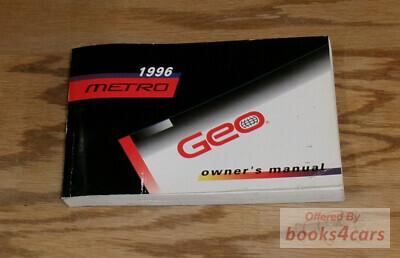 1996
METRO
GEO
owner's manual
Offered By
books4cars